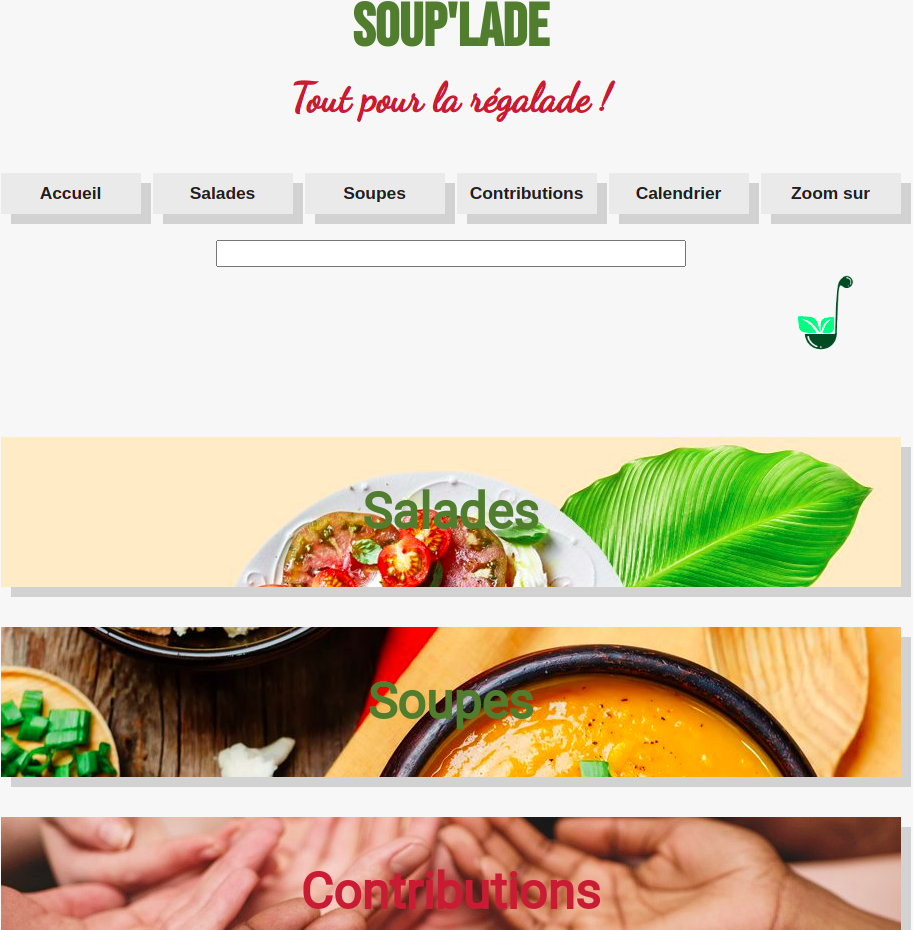 SOUP'LADE
Tout pour la régalade !
Accueil Salades Soupes Contributions Calendrier Zoom sur
Salades
Soupes
Contributions